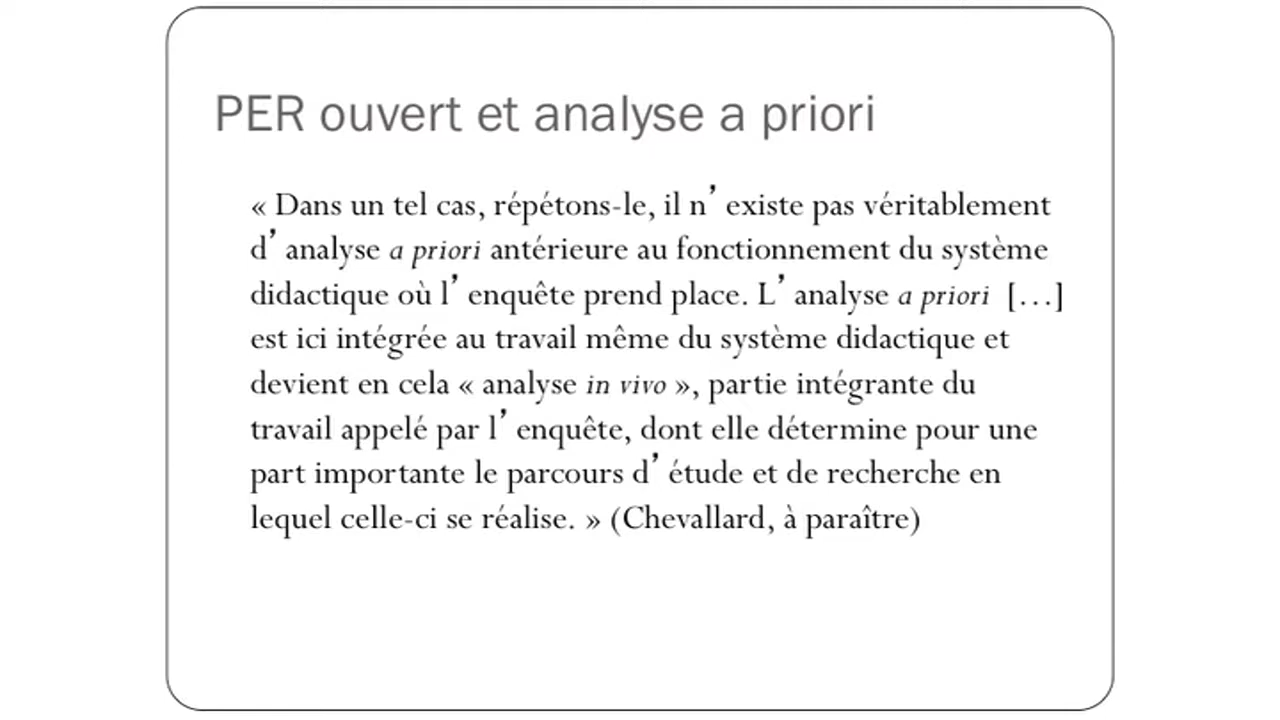 PER ouvert et analyse a priori
« Dans un tel cas, répétons-le, il n’ existe pas véritablement
d’ analyse a priori antérieure au fonctionnement du système
didactique où l’ enquête prend place. L’ analyse a priori […]
est ici intégrée au travail même du système didactique et
devient en cela « analyse in vivo », partie intégrante du
travail appelé par l’ enquête, dont elle détermine pour une
part importante le parcours d’ étude et de recherche en
lequel celle-ci se réalise. » (Chevallard, à paraître)